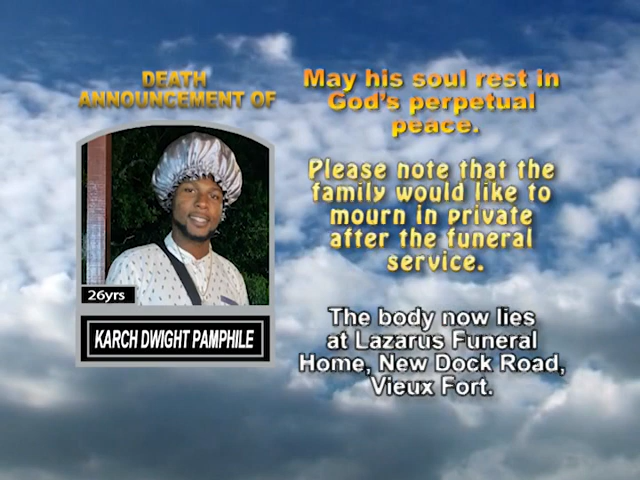 DEATH
ANNOUNCEMENT OF
26yrs
KARCH DWIGHT PAMPHILE
May his soul rest in
God's perpetual
peace.
Please note that the
family would like to
mourn in private
after the funeral
service.
The body now lies
at Lazarus Funeral
Home, New Dock Road,
Vieux Fort.